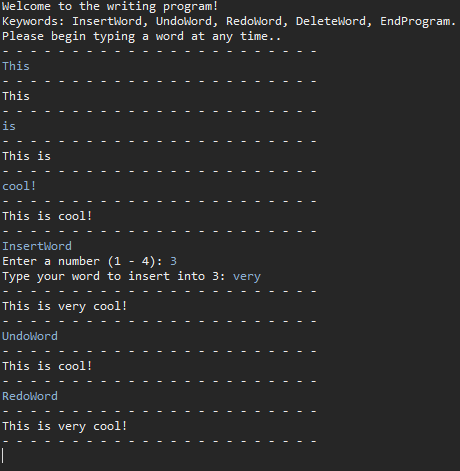 Welcome to the writing program!
Keywords: InsertWord, UndoWord, RedoWord, DeleteWord, EndProgram.
Please begin typing a word at any time..
- - - - - - - - - - - - - - - - - - - - - -
This
- - - - - - - - - - - - - - - - - - - - - -
This
- - - - - - - - - - - - - - - - - - - - - -
is
- - - - - - - - - - - - - - - - - - - - - -
This is
- - - - - - - - - - - - - - - - - - - - - -
cool!
- - - - - - - - - - - - - - - - - - - - - -
This is cool!
- - - - - - - - - - - - - - - - - - - - - -
InsertWord
Enter a number (1 - 4): 3
Type your word to insert into 3: very
- - - - - - - - - - - - - - - - - - - - - -
This is very cool!
- - - - - - - - - - - - - - - - - - - - - -
UndoWord
- - - - - - - - - - - - - - - - - - - - - -
This is cool!
- - - - - - - - - - - - - - - - - - - - - -
RedoWord
- - - - - - - - - - - - - - - - - - - - - -
This is very cool!
- - - - - - - - - - - - - - - - - - - - - -